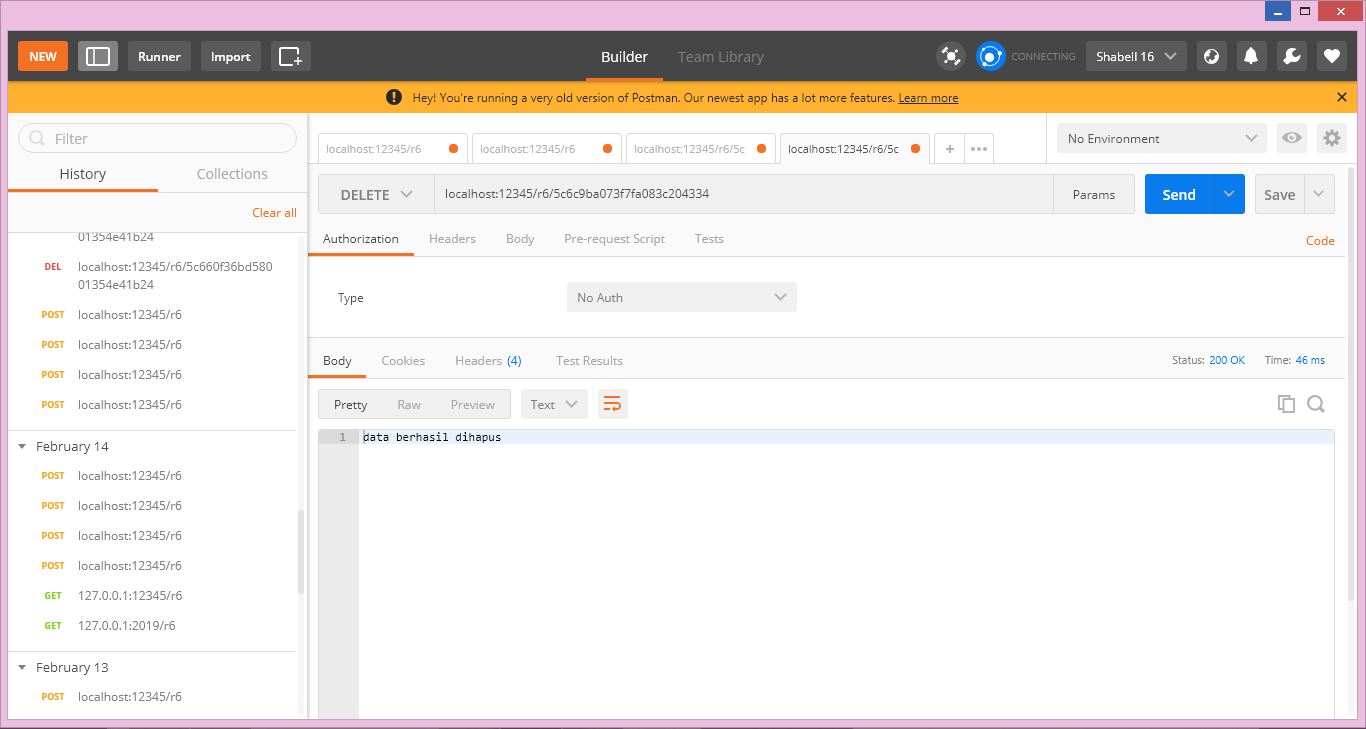 NEW
Runner
Import
Builder
Team Library
CONNECTING
Shabell 16
Hey! You're running a very old version of Postman. Our newest app has a lot more features. Learn more
Filter
History
Collections
Clear all
01354e41b24
DEL localhost:12345/r6/5c660f36bd580
01354e41b24
POST localhost:12345/r6
POST localhost:12345/r6
POST localhost:12345/r6
POST localhost:12345/r6
February 14
POST localhost:12345/r6
POST localhost:12345/r6
POST localhost:12345/r6
POST localhost:12345/r6
GET 127.0.0.1:12345/r6
GET 127.0.0.1:2019/r6
February 13
POST localhost:12345/r6
localhost:12345/r6
localhost:12345/r6
localhost:12345/r6/5c
localhost:12345/r6/5c
No Environment
DELETE
localhost:12345/r6/5c6c9ba073f7fa083c204334
Params
Send
Save
Authorization
Headers
Body
Pre-request Script
Tests
Code
Type
No Auth
Body
Cookies
Headers (4)
Test Results
Status: 200 OK
Time: 46 ms
Pretty
Raw
Preview
Text
1 data berhasil dihapus